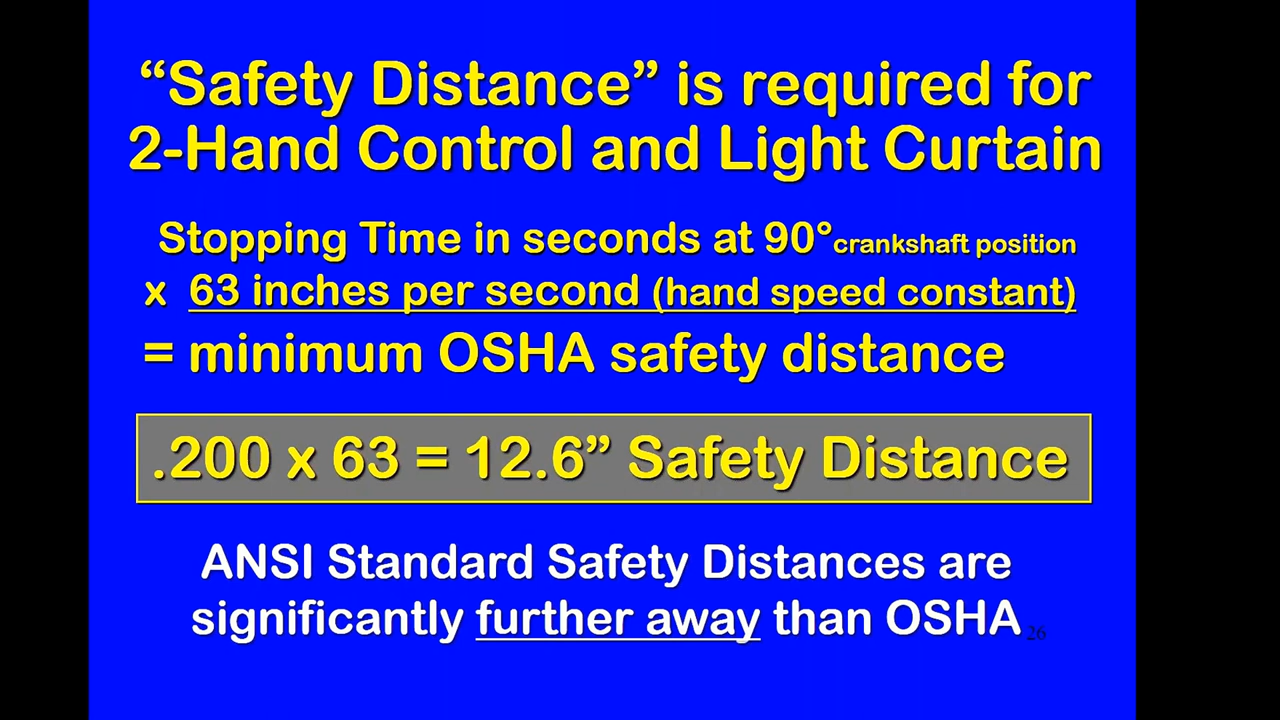 “Safety Distance” is required for
2-Hand Control and Light Curtain
Stopping Time in seconds at 90°crankshaft position
x 63 inches per second (hand speed constant)
= minimum OSHA safety distance
.200 x 63 = 12.6” Safety Distance
ANSI Standard Safety Distances are
significantly further away than OSHA
26